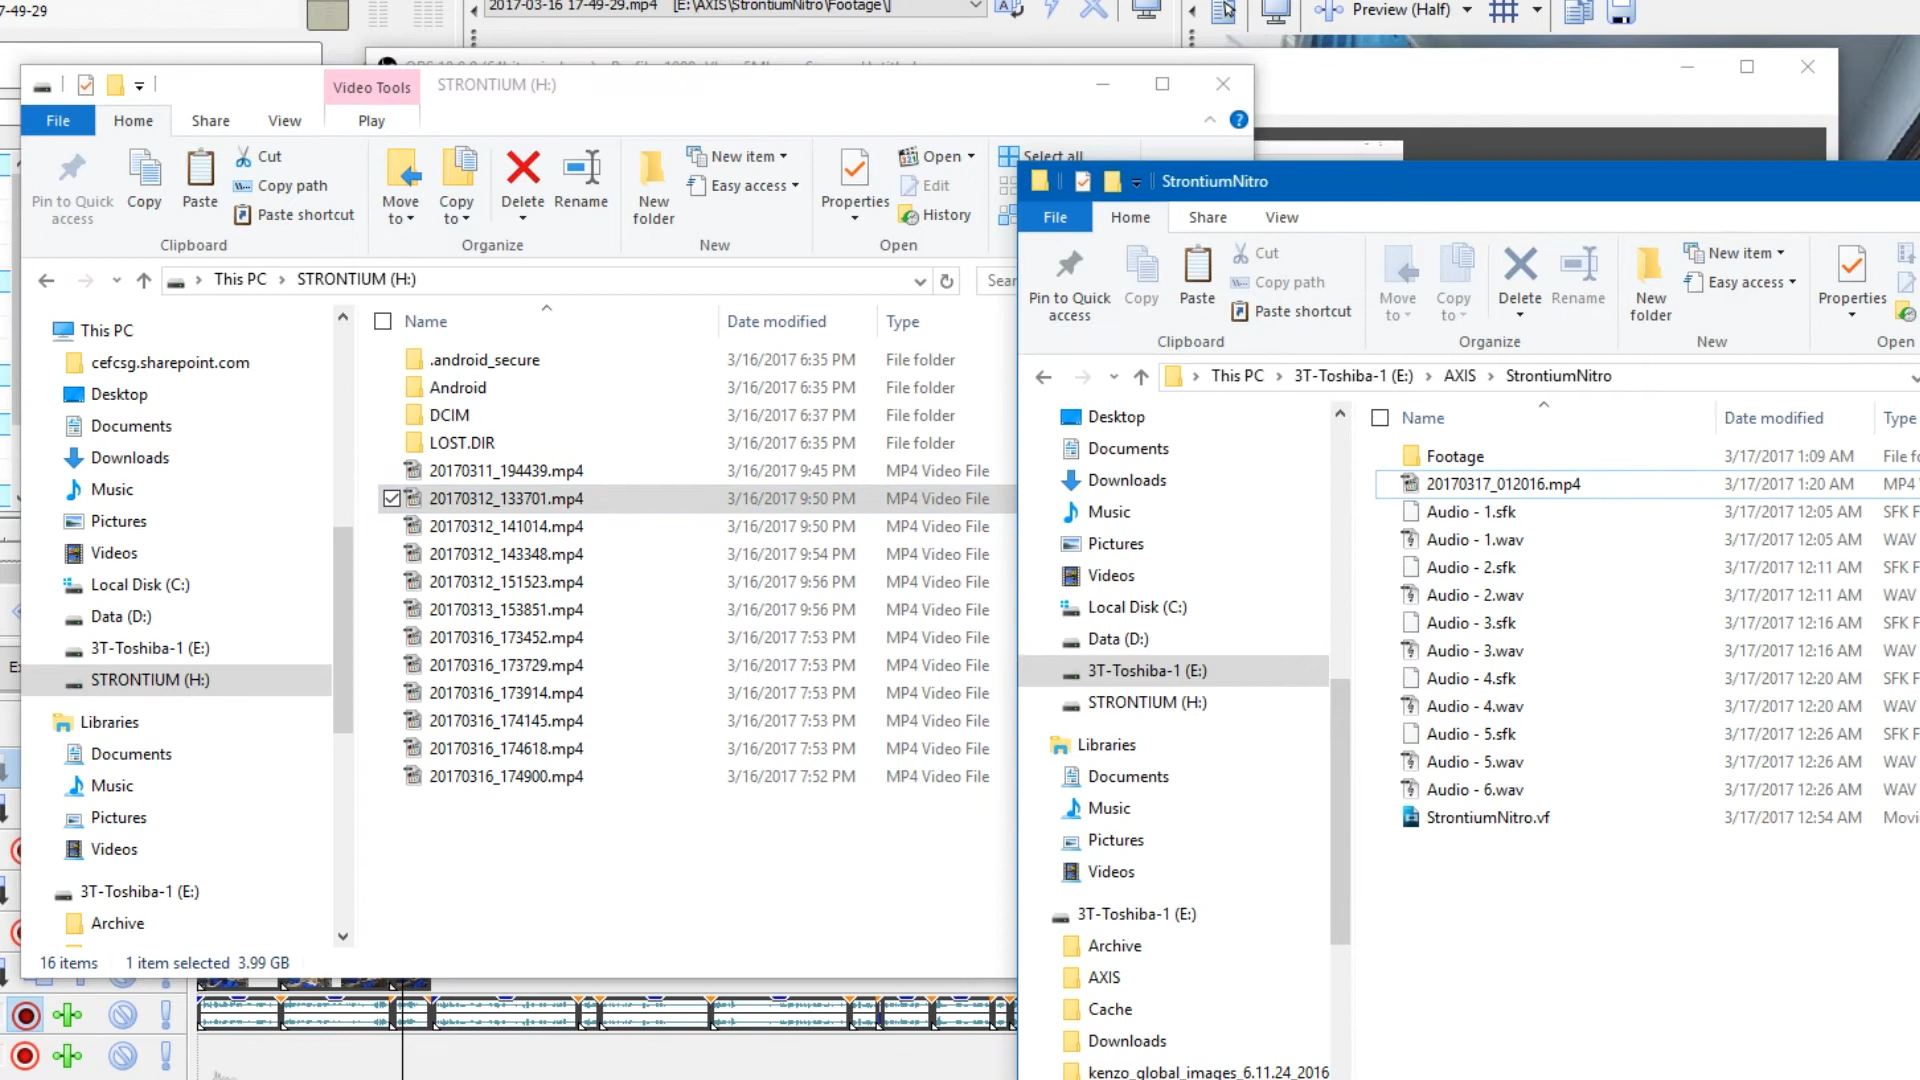 7-49-29
2017-03-16 17-49-29.mp4 [E:\AXIS\StrontiumNitro\Footage\]
Preview (Half)
Video Tools
STRONTIUM (H:)
File
Home
Share
View
Play
Pin to Quick access
Copy
Paste
Cut
Copy path
Paste shortcut
Clipboard
Move to
Copy to
Delete
Rename
Organize
New folder
New item
Easy access
New
Properties
Open
Edit
History
Open
Select all
This PC > STRONTIUM (H:)
Sear
This PC
cefcsg.sharepoint.com
Desktop
Documents
Downloads
Music
Pictures
Videos
Local Disk (C:)
Data (D:)
3T-Toshiba-1 (E:)
STRONTIUM (H:)
Libraries
Documents
Music
Pictures
Videos
3T-Toshiba-1 (E:)
Archive
Name Date modified Type
.android_secure 3/16/2017 6:35 PM File folder
Android 3/16/2017 6:35 PM File folder
DCIM 3/16/2017 6:37 PM File folder
LOST.DIR 3/16/2017 6:35 PM File folder
20170311_194439.mp4 3/16/2017 9:45 PM MP4 Video File
20170312_133701.mp4 3/16/2017 9:50 PM MP4 Video File
20170312_141014.mp4 3/16/2017 9:50 PM MP4 Video File
20170312_143348.mp4 3/16/2017 9:54 PM MP4 Video File
20170312_151523.mp4 3/16/2017 9:56 PM MP4 Video File
20170313_153851.mp4 3/16/2017 9:56 PM MP4 Video File
20170316_173452.mp4 3/16/2017 7:53 PM MP4 Video File
20170316_173729.mp4 3/16/2017 7:53 PM MP4 Video File
20170316_173914.mp4 3/16/2017 7:53 PM MP4 Video File
20170316_174145.mp4 3/16/2017 7:53 PM MP4 Video File
20170316_174618.mp4 3/16/2017 7:53 PM MP4 Video File
20170316_174900.mp4 3/16/2017 7:52 PM MP4 Video File
16 items 1 item selected 3.99 GB
StrontiumNitro
File
Home
Share
View
Pin to Quick access
Copy
Paste
Cut
Copy path
Paste shortcut
Clipboard
Move to
Copy to
Delete
Rename
Organize
New folder
New item
Easy access
New
Properties
Open
This PC > 3T-Toshiba-1 (E:) > AXIS > StrontiumNitro
Desktop
Documents
Downloads
Music
Pictures
Videos
Local Disk (C:)
Data (D:)
3T-Toshiba-1 (E:)
STRONTIUM (H:)
Libraries
Documents
Music
Pictures
Videos
3T-Toshiba-1 (E:)
Archive
AXIS
Cache
Downloads
kenzo_global_images_6.11.24_2016
Name Date modified Type
Footage 3/17/2017 1:09 AM File fo
20170317_012016.mp4 3/17/2017 1:20 AM MP4
Audio - 1.sfk 3/17/2017 12:05 AM SFK F
Audio - 1.wav 3/17/2017 12:05 AM WAV
Audio - 2.sfk 3/17/2017 12:11 AM SFK F
Audio - 2.wav 3/17/2017 12:11 AM WAV
Audio - 3.sfk 3/17/2017 12:16 AM SFK F
Audio - 3.wav 3/17/2017 12:16 AM WAV
Audio - 4.sfk 3/17/2017 12:20 AM SFK F
Audio - 4.wav 3/17/2017 12:20 AM WAV
Audio - 5.sfk 3/17/2017 12:26 AM SFK F
Audio - 5.wav 3/17/2017 12:26 AM WAV
Audio - 6.wav 3/17/2017 12:26 AM WAV
StrontiumNitro.vf 3/17/2017 12:54 AM Movi